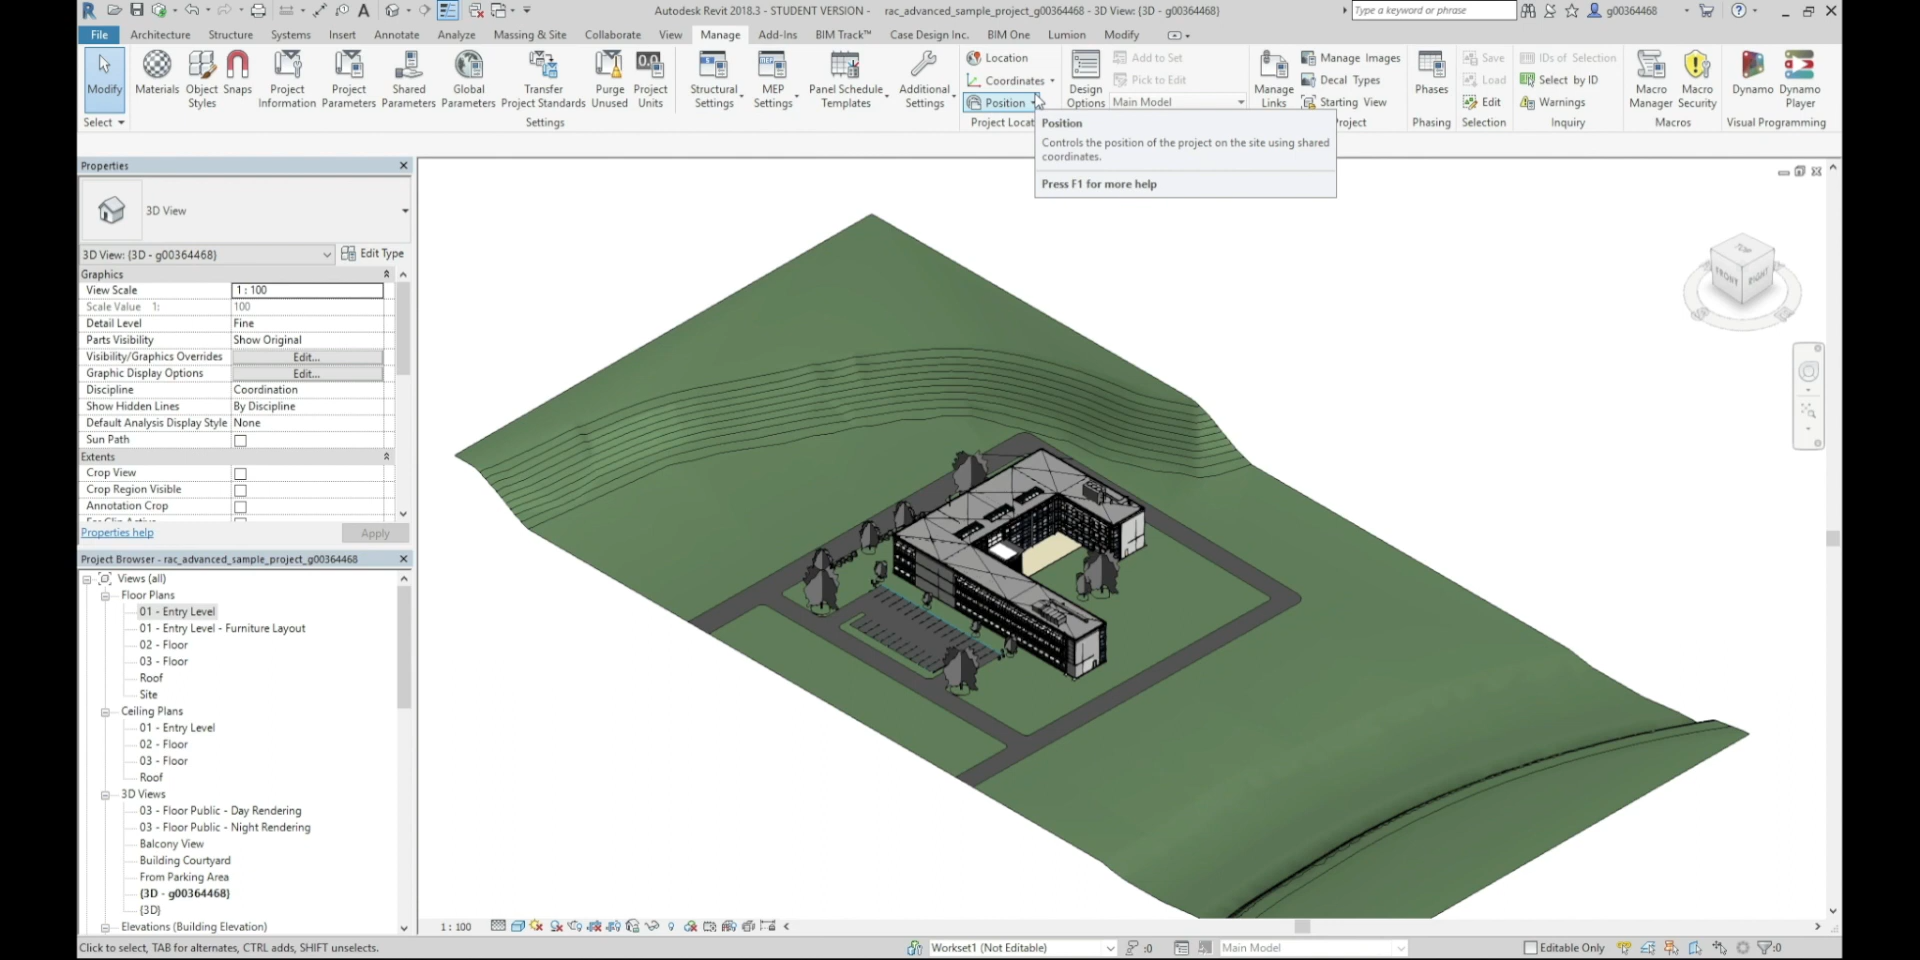 Autodesk Revit 2018.3 - STUDENT VERSION - rac_advanced_sample_project_g00364468 - 3D View: {3D - g00364468}
Type a keyword or phrase
g00364468
File Architecture Structure Systems Insert Annotate Analyze Massing & Site Collaborate View Manage Add-Ins BIM Track™ Case Design Inc. BIM One Lumion Modify
Modify
Select
Materials
Object Styles
Snaps
Project Information
Project Parameters
Shared Parameters
Global Parameters
Transfer Project Standards
Purge Unused
Project Units
Settings
Structural Settings
MEP Settings
Panel Schedule Templates
Additional Settings
Location
Coordinates
Position
Project Locat
Design Options
Add to Set
Pick to Edit
Main Model
Manage Links
Manage Images
Decal Types
Starting View
roject
Phases
Phasing
Save
Load
Edit
Selection
IDs of Selection
Select by ID
Warnings
Inquiry
Macro Manager
Macro Security
Macros
Dynamo
Dynamo Player
Visual Programming
Position
Controls the position of the project on the site using shared
coordinates.
Press F1 for more help
TOP
FRONT
RIGHT
Properties
3D View
3D View: {3D - g00364468} Edit Type
Graphics
View Scale 1 : 100
Scale Value 1: 100
Detail Level Fine
Parts Visibility Show Original
Visibility/Graphics Overrides Edit...
Graphic Display Options Edit...
Discipline Coordination
Show Hidden Lines By Discipline
Default Analysis Display Style None
Sun Path
Extents
Crop View
Crop Region Visible
Annotation Crop
Properties help Apply
Project Browser - rac_advanced_sample_project_g00364468
Views (all)
Floor Plans
01 - Entry Level
01 - Entry Level - Furniture Layout
02 - Floor
03 - Floor
Roof
Site
Ceiling Plans
01 - Entry Level
02 - Floor
03 - Floor
Roof
3D Views
03 - Floor Public - Day Rendering
03 - Floor Public - Night Rendering
Balcony View
Building Courtyard
From Parking Area
{3D - g00364468}
{3D}
Elevations (Building Elevation)
1 : 100
Click to select, TAB for alternates, CTRL adds, SHIFT unselects.
Workset1 (Not Editable)
:0
Main Model
Editable Only
:0